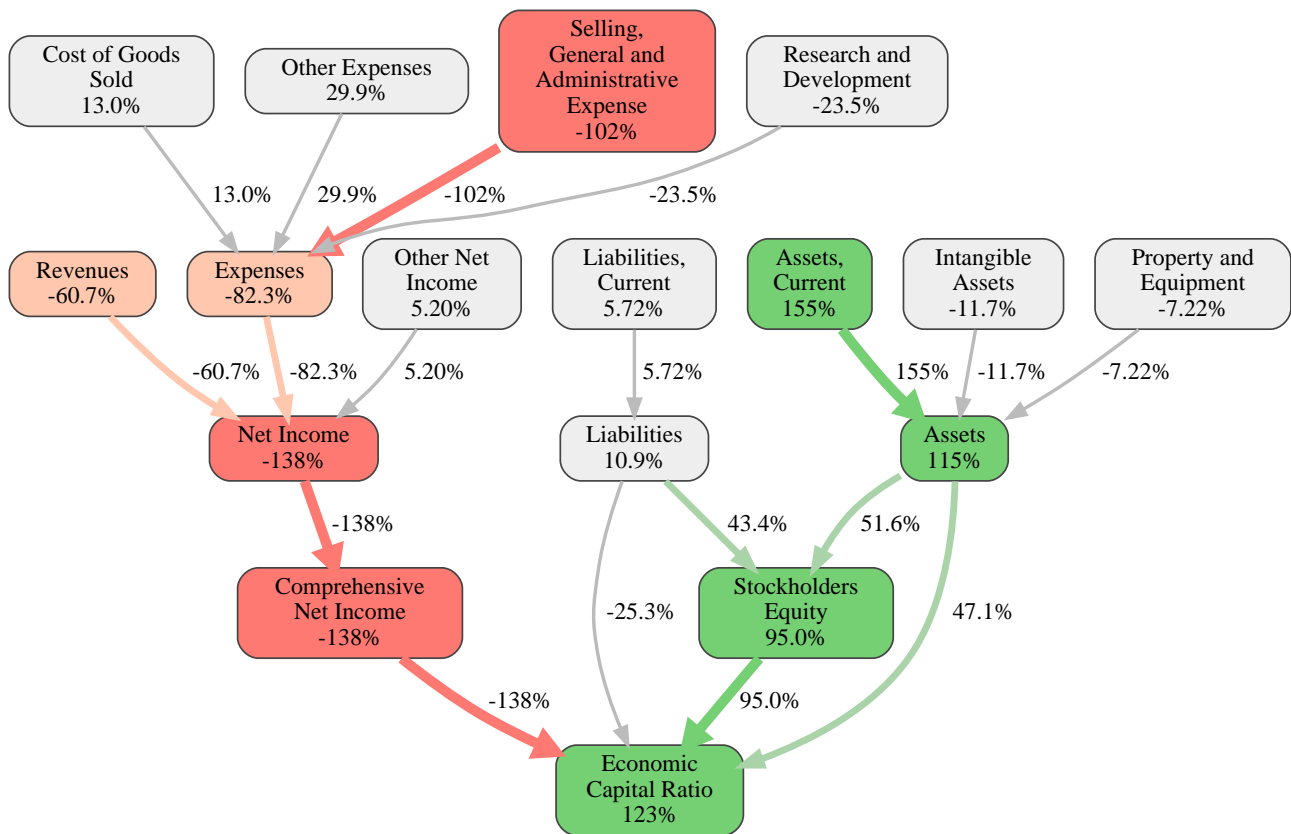 Cost of Goods
Sold
13.0%
Other Expenses
29.9%
Selling,
General and
Administrative
Expense
-102%
Research and
Development
-23.5%
13.0%
29.9%
-102%
-23.5%
Revenues
-60.7%
Expenses
-82.3%
Other Net
Income
5.20%
Liabilities,
Current
5.72%
Assets,
Current
155%
Intangible
Assets
-11.7%
Property and
Equipment
-7.22%
-60.7%
-82.3%
5.20%
5.72%
155%
-11.7%
-7.22%
Net Income
-138%
Liabilities
10.9%
Assets
115%
-138%
43.4%
51.6%
Comprehensive
Net Income
-138%
-25.3%
Stockholders
Equity
95.0%
47.1%
-138%
95.0%
Economic
Capital Ratio
123%